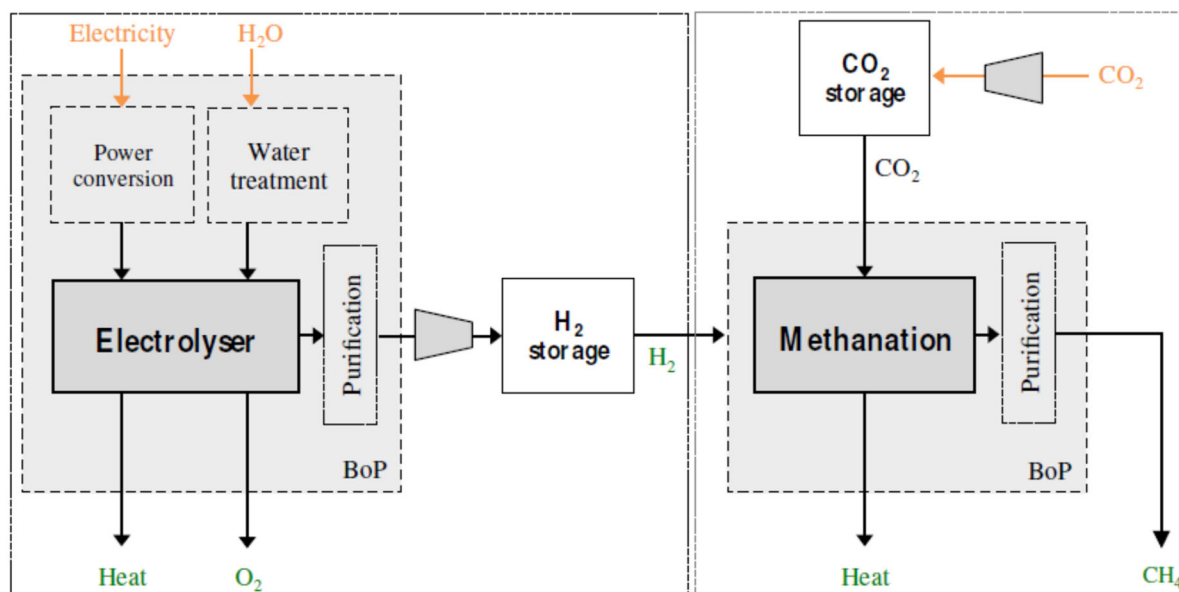 Electricity
H₂O
Power
conversion
Water
treatment
Electrolyser
Purification
BoP
Heat
O₂
H₂
storage
H₂
CO₂
storage
CO₂
CO₂
Methanation
Purification
BoP
Heat
CH₄